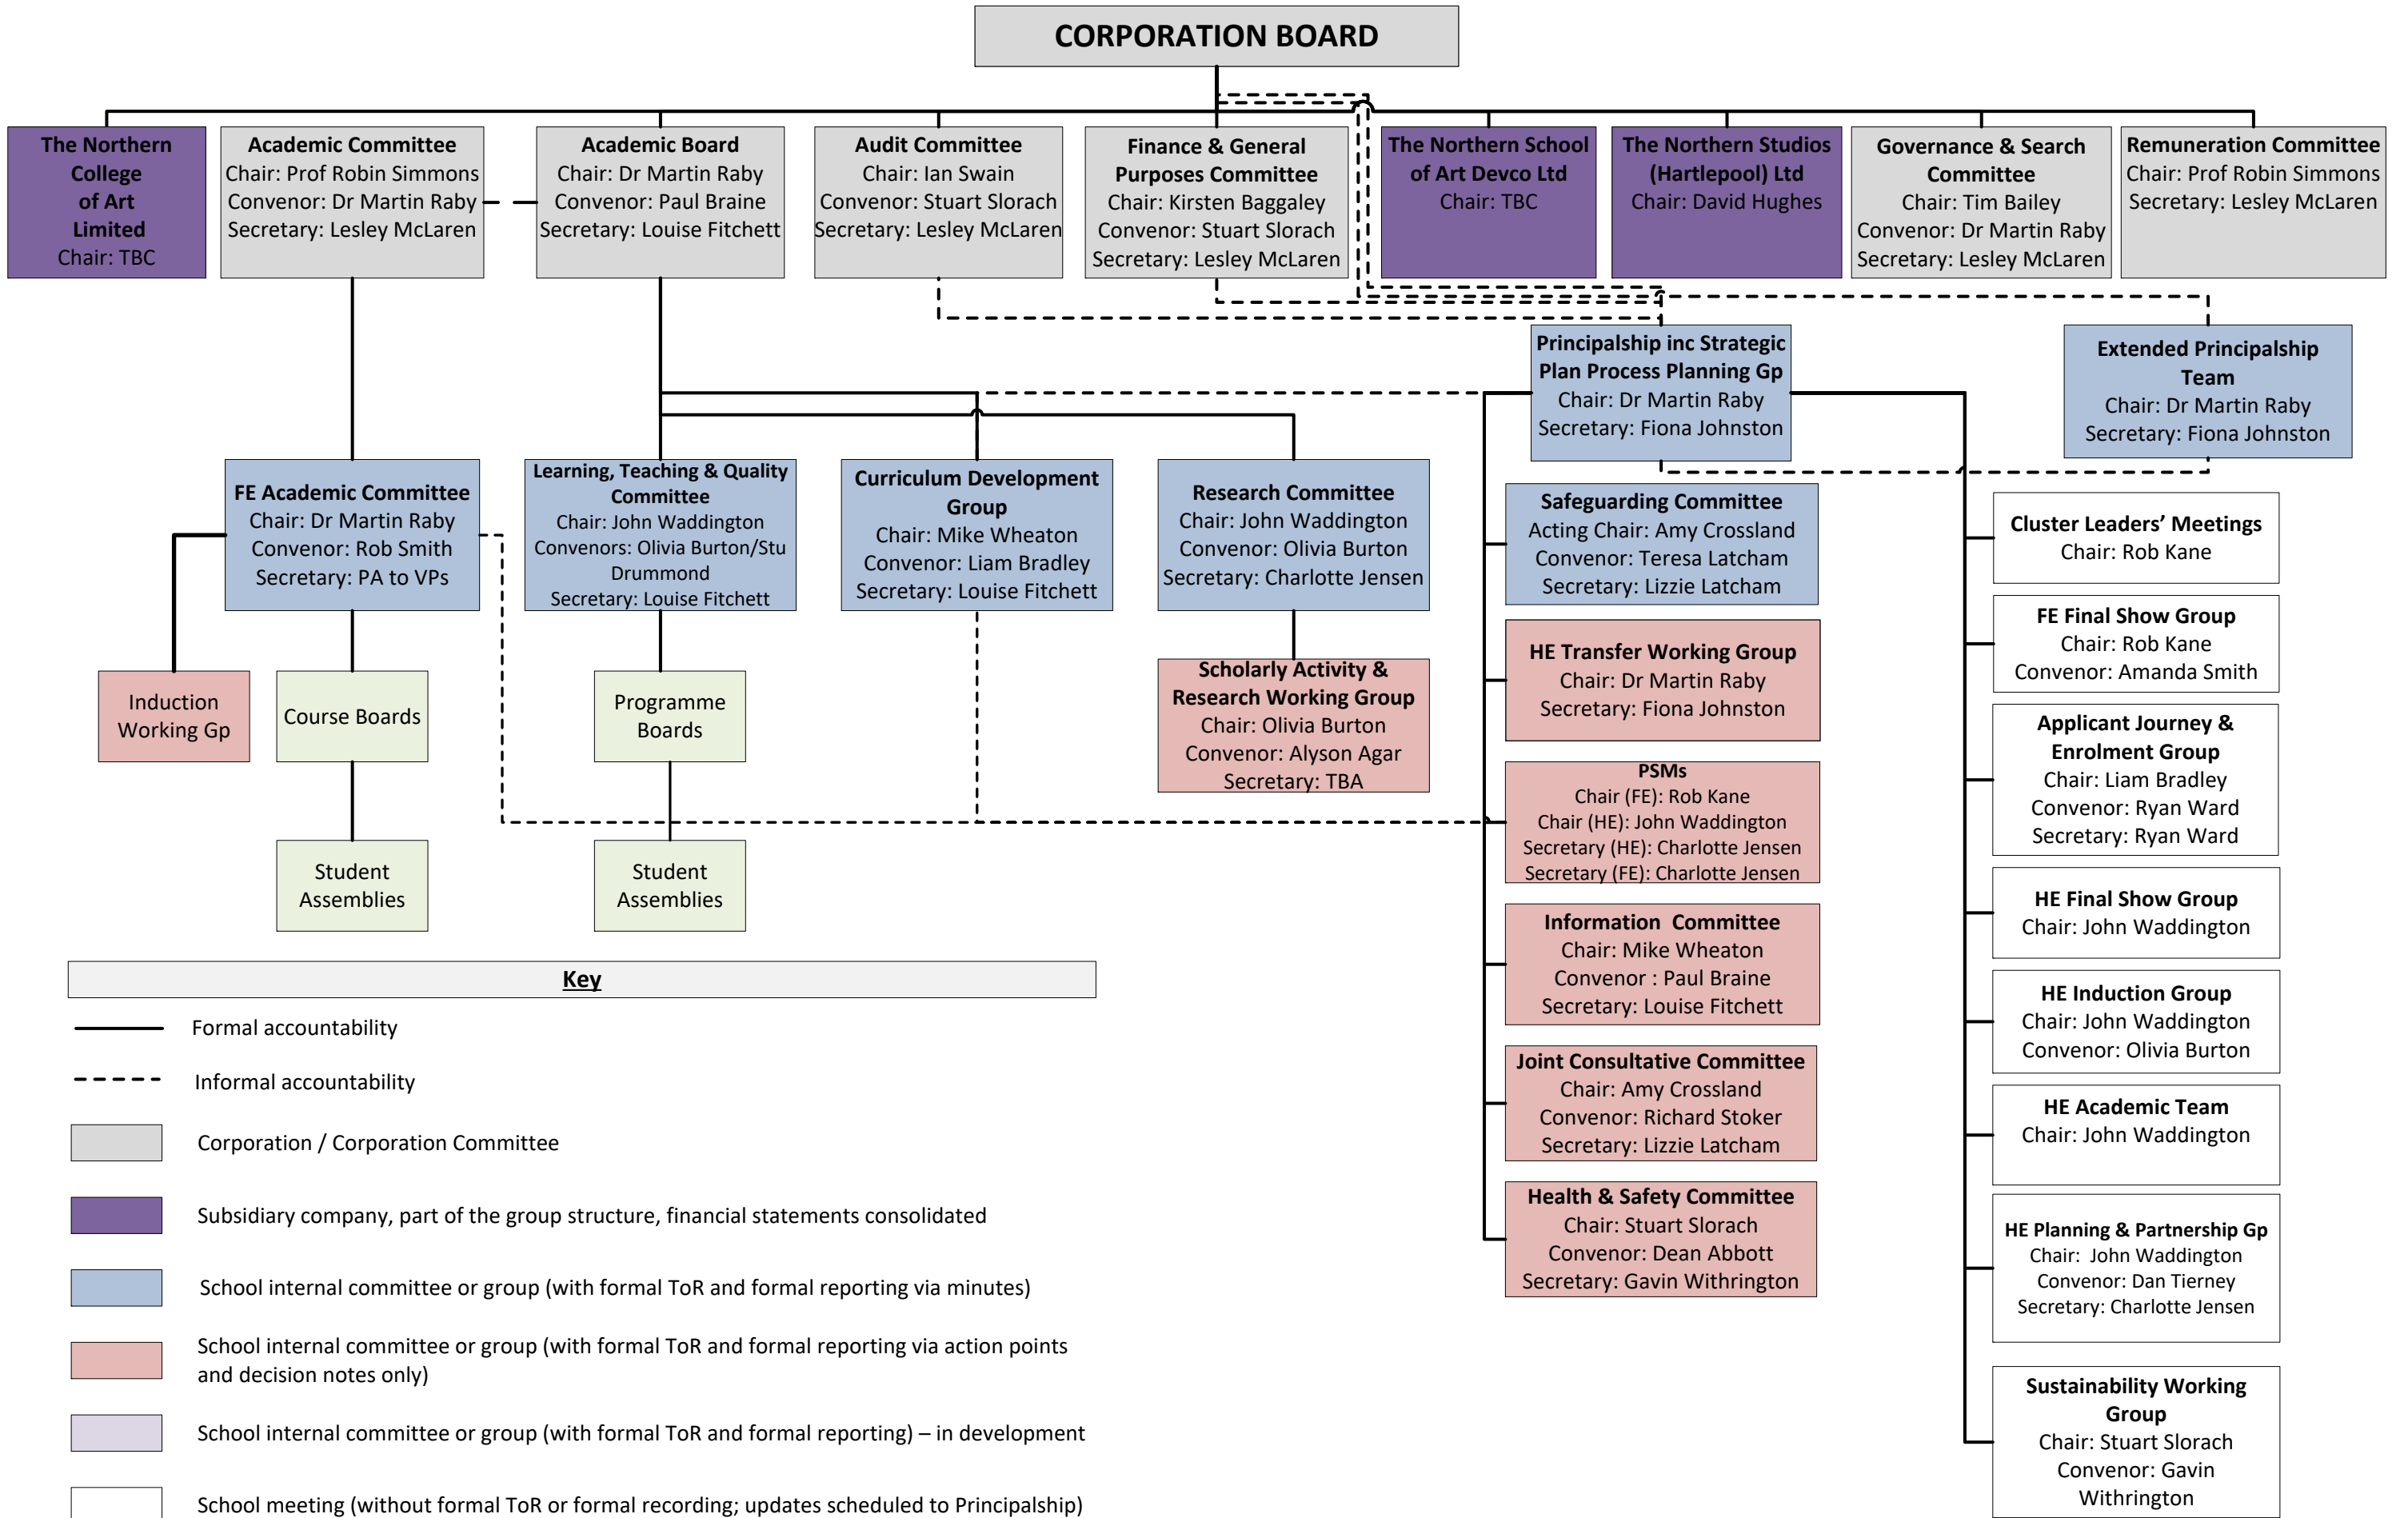 CORPORATION BOARD
The Northern
College
of Art
Limited
Chair: TBC
Academic Committee
Chair: Prof Robin Simmons
Convenor: Dr Martin Raby
Secretary: Lesley McLaren
Academic Board
Chair: Dr Martin Raby
Convenor: Paul Braine
Secretary: Louise Fitchett
Audit Committee
Chair: Ian Swain
Convenor: Stuart Slorach
Secretary: Lesley McLaren
Finance & General
Purposes Committee
Chair: Kirsten Baggaley
Convenor: Stuart Slorach
Secretary: Lesley McLaren
The Northern School
of Art Devco Ltd
Chair: TBC
The Northern Studios
(Hartlepool) Ltd
Chair: David Hughes
Governance & Search
Committee
Chair: Tim Bailey
Convenor: Dr Martin Raby
Secretary: Lesley McLaren
Remuneration Committee
Chair: Prof Robin Simmons
Secretary: Lesley McLaren
Principalship inc Strategic
Plan Process Planning Gp
Chair: Dr Martin Raby
Secretary: Fiona Johnston
Extended Principalship
Team
Chair: Dr Martin Raby
Secretary: Fiona Johnston
FE Academic Committee
Chair: Dr Martin Raby
Convenor: Rob Smith
Secretary: PA to VPs
Learning, Teaching & Quality
Committee
Chair: John Waddington
Convenors: Olivia Burton/Stu
Drummond
Secretary: Louise Fitchett
Curriculum Development
Group
Chair: Mike Wheaton
Convenor: Liam Bradley
Secretary: Louise Fitchett
Research Committee
Chair: John Waddington
Convenor: Olivia Burton
Secretary: Charlotte Jensen
Induction
Working Gp
Course Boards
Programme
Boards
Scholarly Activity &
Research Working Group
Chair: Olivia Burton
Convenor: Alyson Agar
Secretary: TBA
Student
Assemblies
Student
Assemblies
Safeguarding Committee
Acting Chair: Amy Crossland
Convenor: Teresa Latcham
Secretary: Lizzie Latcham
HE Transfer Working Group
Chair: Dr Martin Raby
Secretary: Fiona Johnston
PSMs
Chair (FE): Rob Kane
Chair (HE): John Waddington
Secretary (HE): Charlotte Jensen
Secretary (FE): Charlotte Jensen
Information Committee
Chair: Mike Wheaton
Convenor : Paul Braine
Secretary: Louise Fitchett
Joint Consultative Committee
Chair: Amy Crossland
Convenor: Richard Stoker
Secretary: Lizzie Latcham
Health & Safety Committee
Chair: Stuart Slorach
Convenor: Dean Abbott
Secretary: Gavin Withrington
Cluster Leaders’ Meetings
Chair: Rob Kane
FE Final Show Group
Chair: Rob Kane
Convenor: Amanda Smith
Applicant Journey &
Enrolment Group
Chair: Liam Bradley
Convenor: Ryan Ward
Secretary: Ryan Ward
HE Final Show Group
Chair: John Waddington
HE Induction Group
Chair: John Waddington
Convenor: Olivia Burton
HE Academic Team
Chair: John Waddington
HE Planning & Partnership Gp
Chair: John Waddington
Convenor: Dan Tierney
Secretary: Charlotte Jensen
Sustainability Working
Group
Chair: Stuart Slorach
Convenor: Gavin
Withrington
Key
Formal accountability
Informal accountability
Corporation / Corporation Committee
Subsidiary company, part of the group structure, financial statements consolidated
School internal committee or group (with formal ToR and formal reporting via minutes)
School internal committee or group (with formal ToR and formal reporting via action points
and decision notes only)
School internal committee or group (with formal ToR and formal reporting) – in development
School meeting (without formal ToR or formal recording; updates scheduled to Principalship)